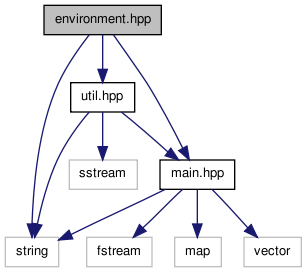 environment.hpp
util.hpp
sstream
main.hpp
string
fstream
map
vector